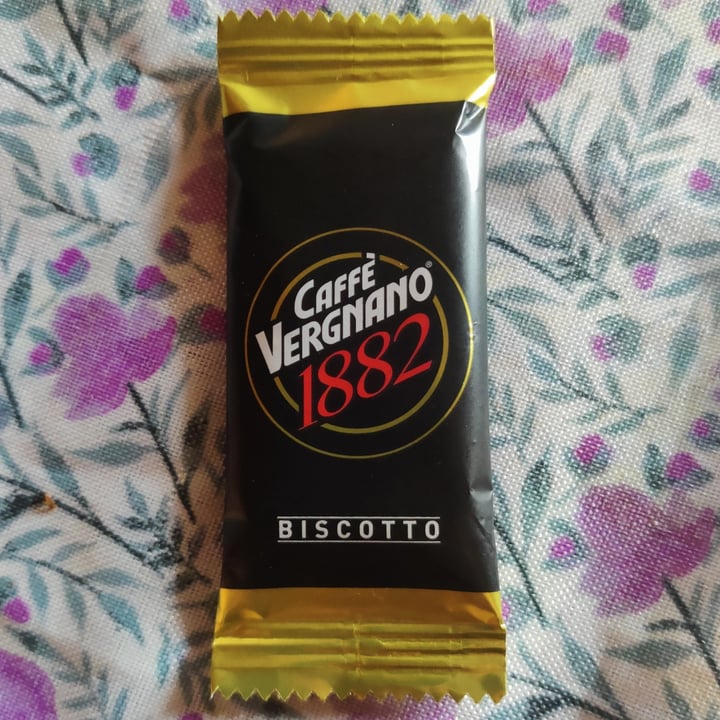 CAFFÈ
VERGNANO®
1882
BISCOTTO